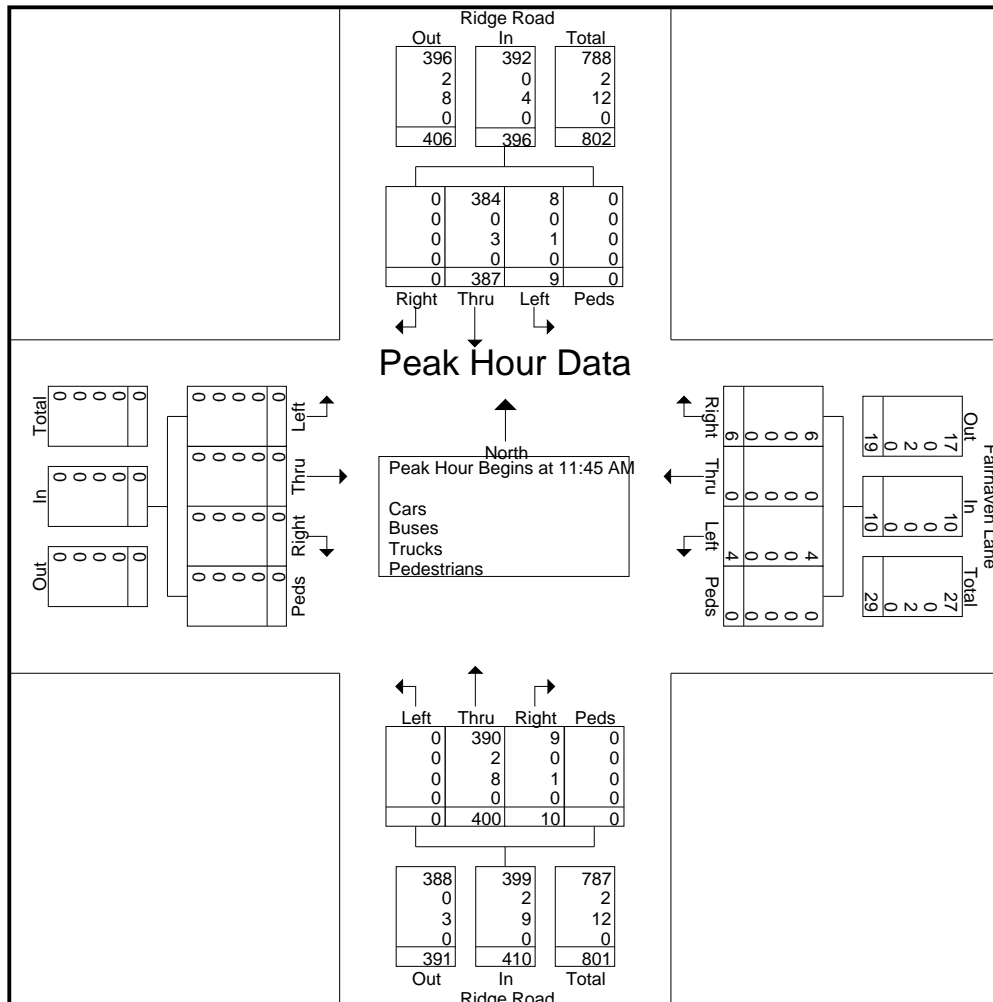 Ridge Road
Out In Total
396 392 788
2 0 2
8 4 12
0 0 0
406 396 802
0 384 8 0
0 0 0 0
0 3 1 0
0 0 0 0
0 387 9 0
Right Thru Left Peds
Peak Hour Data
North
Peak Hour Begins at 11:45 AM
Cars
Buses
Trucks
Pedestrians
Total
0 0 0 0 0
In
0 0 0 0 0
Out
0 0 0 0 0
Left
0 0 0 0 0
Thru
0 0 0 0 0
Right
0 0 0 0 0
Peds
0 0 0 0 0
Right
6 0 0 0 6
Thru
0 0 0 0 0
Left
4 0 0 0 4
Peds
0 0 0 0 0
Fairhaven Lane
Out
17 0 2 0 19
In
10 0 0 0 10
Total
27 0 2 0 29
Left Thru Right Peds
0 390 9 0
0 2 0 0
0 8 1 0
0 0 0 0
0 400 10 0
388 399 787
0 2 2
3 9 12
0 0 0
391 410 801
Out In Total
Ridge Road